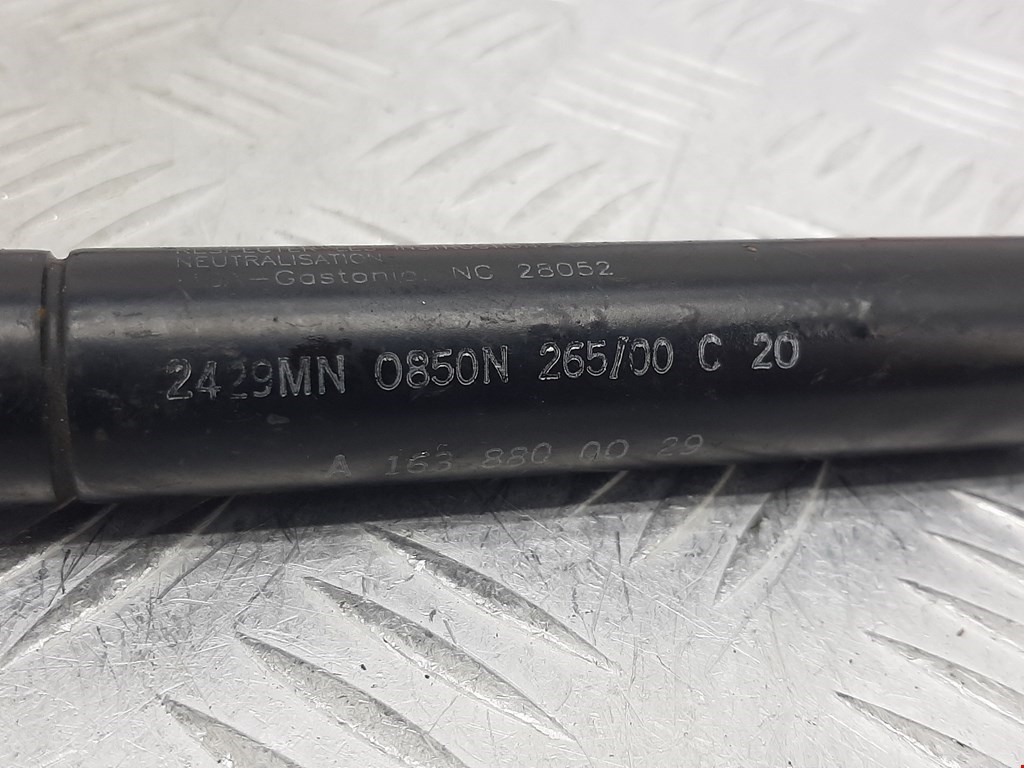 NEUTRALISATION
-Gastonia, NC 28052
2429MN 0850N 265/00 C 20
A 163 880 00 29